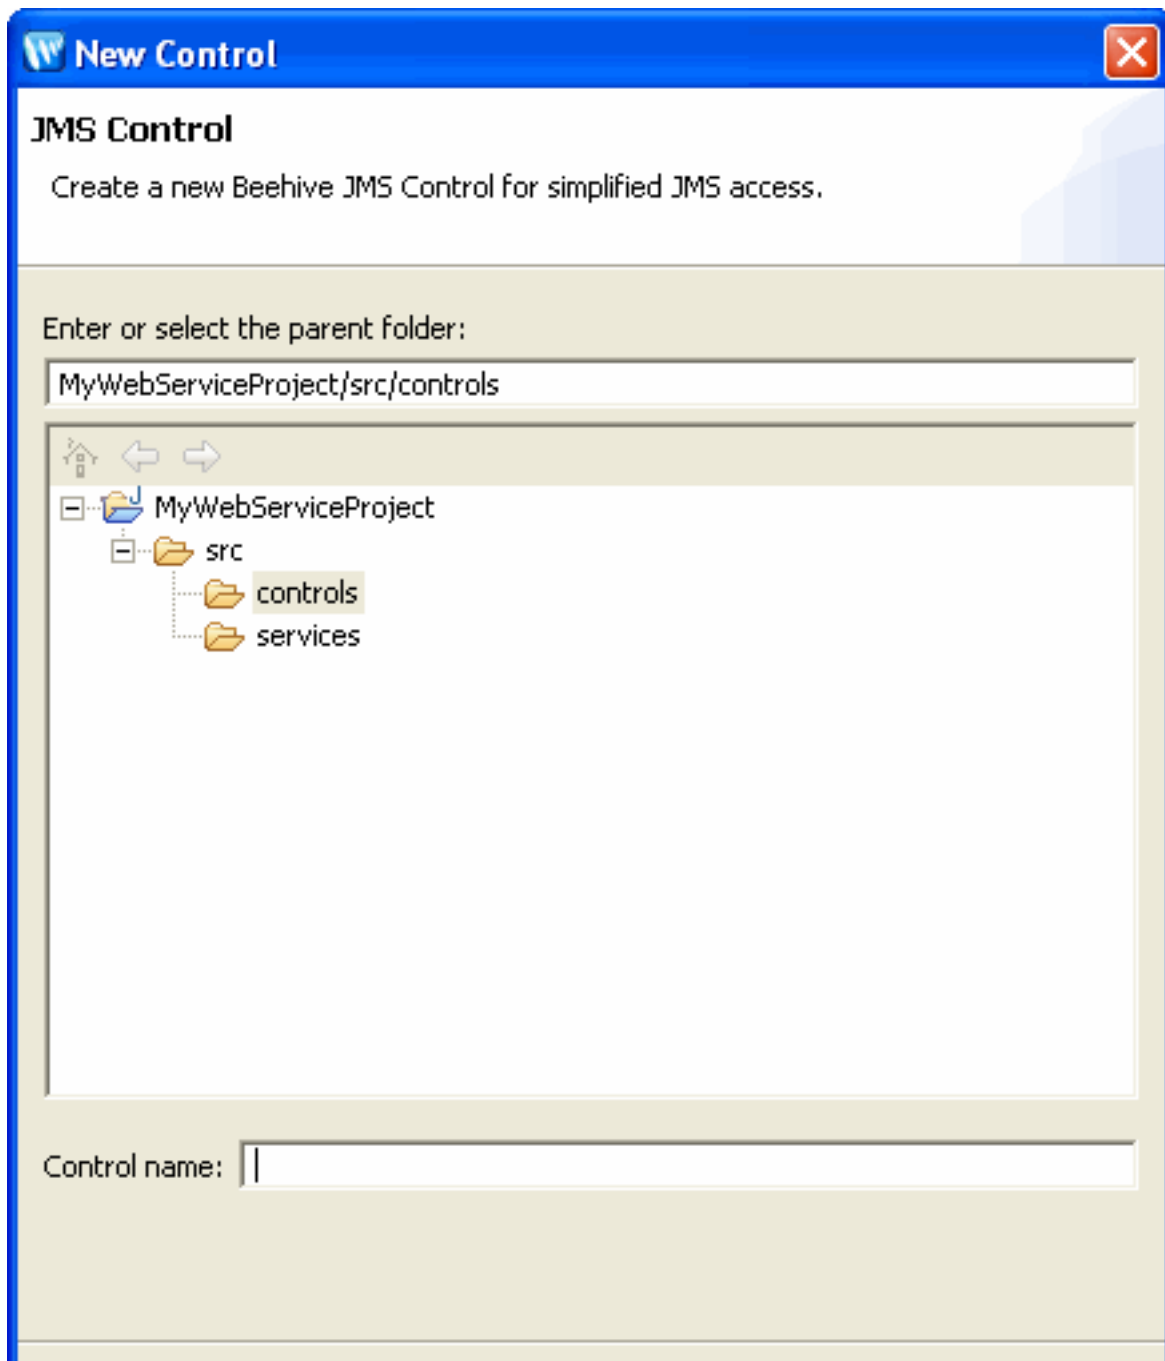 New Control
JMS Control
Create a new Beehive JMS Control for simplified JMS access.
Enter or select the parent folder:
MyWebServiceProject/src/controls
MyWebServiceProject
src
controls
services
Control name: